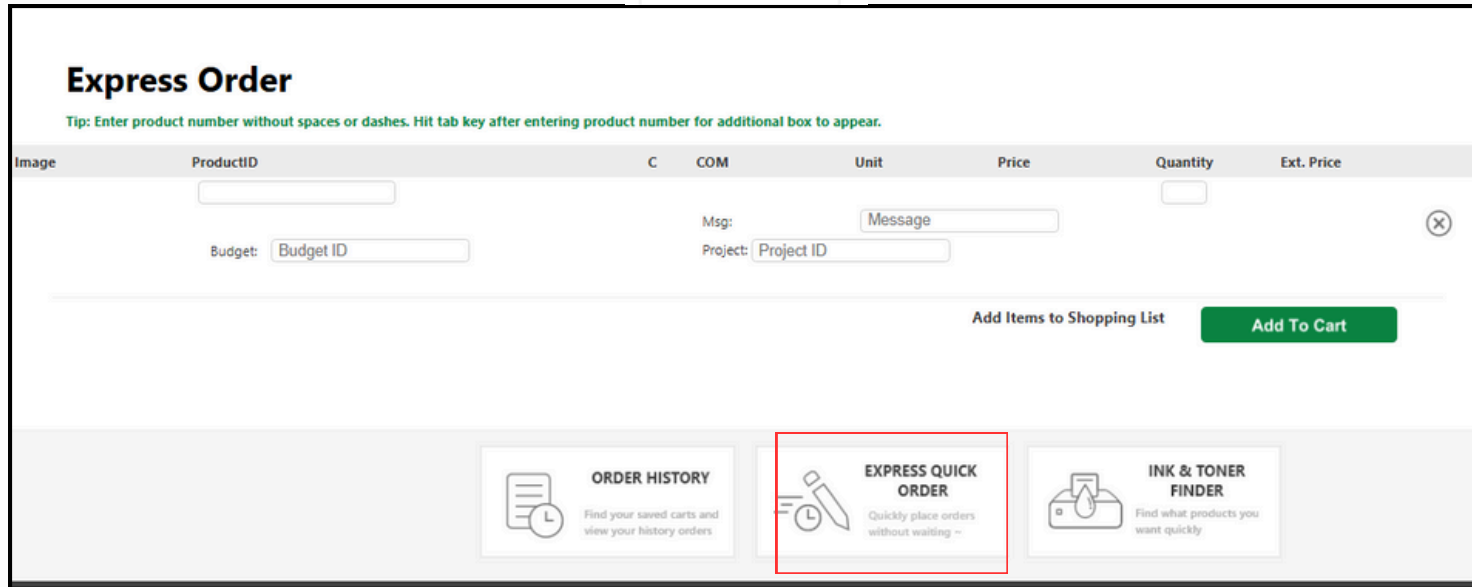 Express Order
Tip: Enter product number without spaces or dashes. Hit tab key after entering product number for additional box to appear.
Image ProductID C COM Unit Price Quantity Ext. Price
Msg: Message
Budget: Budget ID Project: Project ID
Add Items to Shopping List Add To Cart
ORDER HISTORY
Find your saved carts and
view your history orders
EXPRESS QUICK
ORDER
Quickly place orders
without waiting ~
INK & TONER
FINDER
Find what products you
want quickly